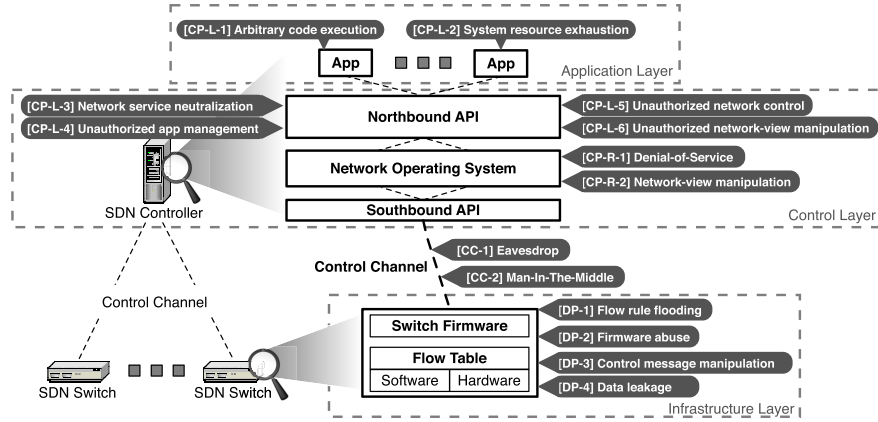 [CP-L-1] Arbitrary code execution
[CP-L-2] System resource exhaustion
App
App
Application Layer
[CP-L-3] Network service neutralization
[CP-L-4] Unauthorized app management
Northbound API
[CP-L-5] Unauthorized network control
[CP-L-6] Unauthorized network-view manipulation
Network Operating System
[CP-R-1] Denial-of-Service
[CP-R-2] Network-view manipulation
SDN Controller
Southbound API
Control Layer
[CC-1] Eavesdrop
Control Channel
[CC-2] Man-In-The-Middle
Control Channel
Switch Firmware
Flow Table
Software
Hardware
[DP-1] Flow rule flooding
[DP-2] Firmware abuse
[DP-3] Control message manipulation
[DP-4] Data leakage
SDN Switch
SDN Switch
Infrastructure Layer